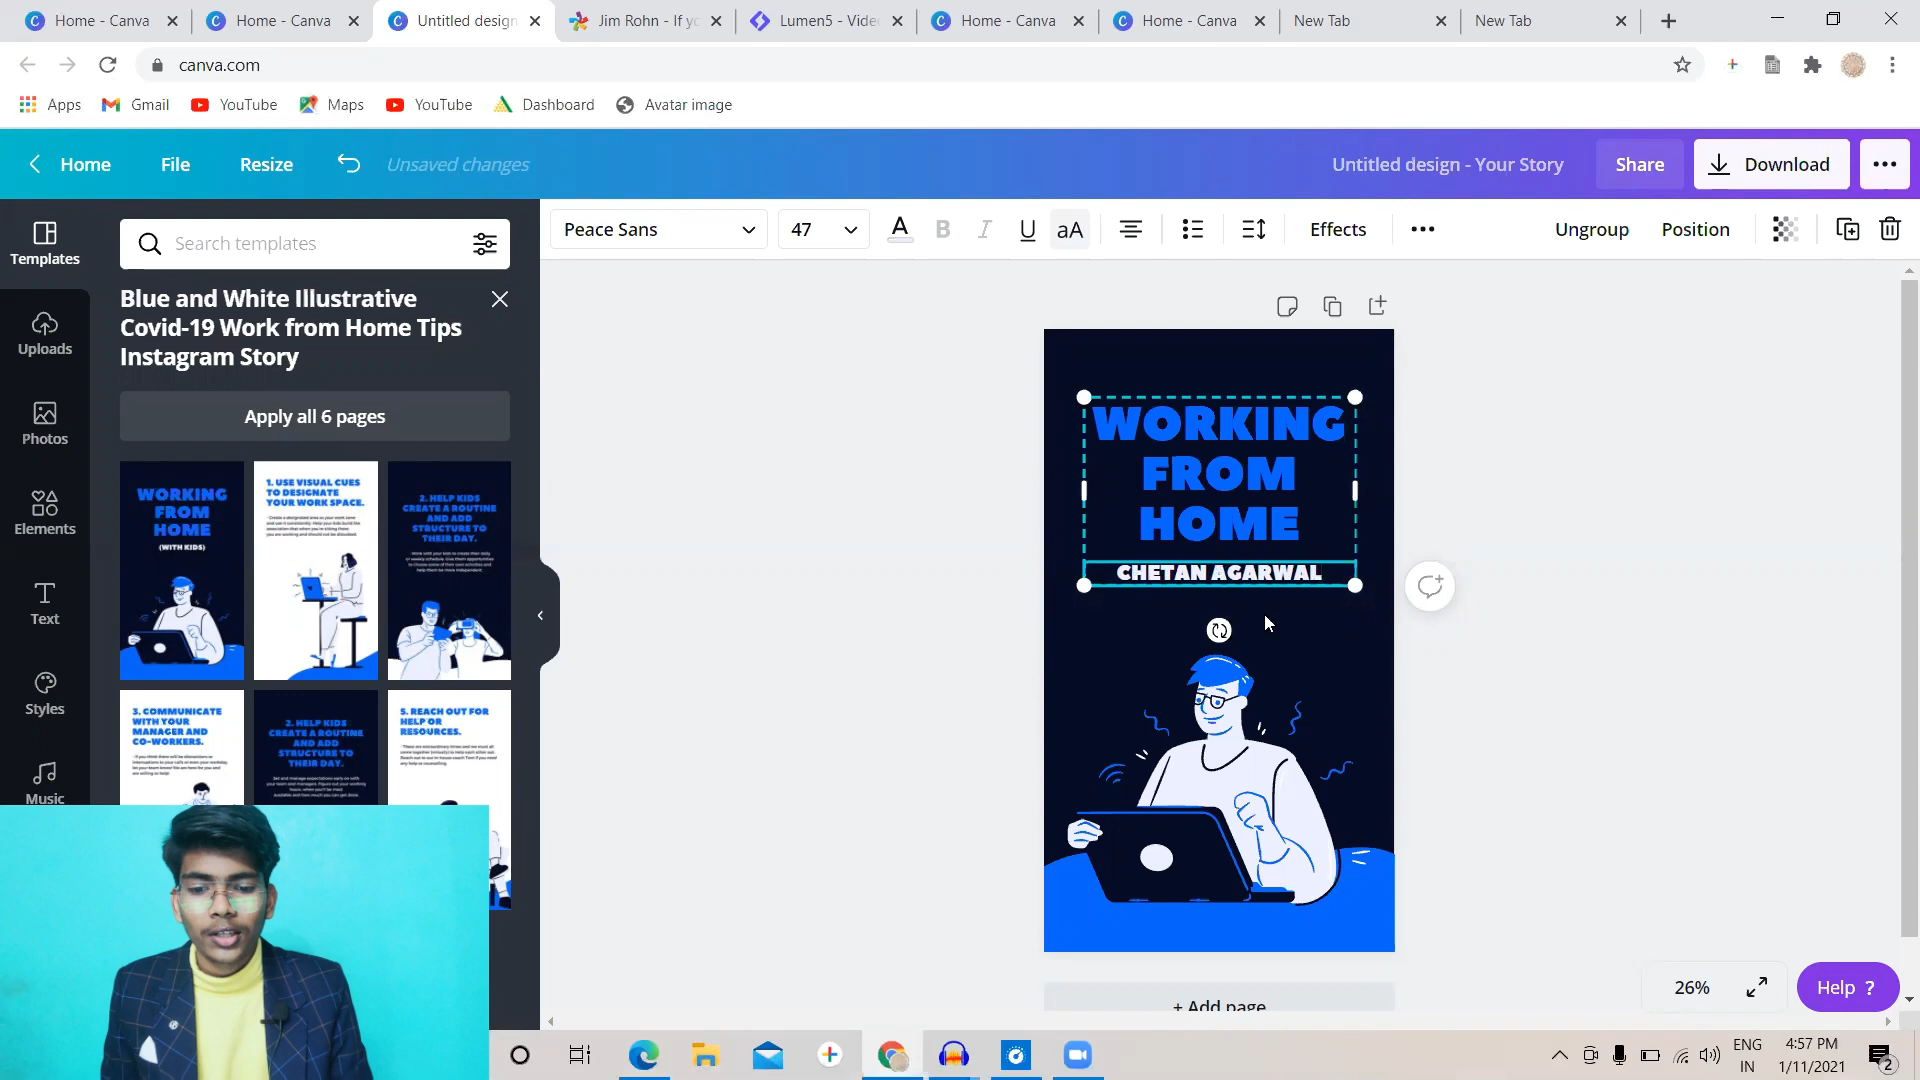 Home - Canva
Home - Canva
Untitled design
Jim Rohn - If yo
Lumen5 - Vide
Home - Canva
Home - Canva
New Tab
New Tab
canva.com
Apps
Gmail
YouTube
Maps
YouTube
Dashboard
Avatar image
Home
File
Resize
Unsaved changes
Untitled design - Your Story
Share
Download
Peace Sans
47
A
B
I
U
aA
Effects
Ungroup
Position
Templates
Uploads
Photos
Elements
Text
Styles
Music
Search templates
Blue and White Illustrative
Covid-19 Work from Home Tips
Instagram Story
Apply all 6 pages
WORKING
FROM
HOME
(WITH KIDS)
1. USE VISUAL CUES
TO DESIGNATE
YOUR WORK SPACE.
2. HELP KIDS
CREATE A ROUTINE
AND ADD
STRUCTURE TO
THEIR DAY.
3. COMMUNICATE
WITH YOUR
MANAGER AND
CO-WORKERS.
2. HELP KIDS
CREATE A ROUTINE
AND ADD
STRUCTURE TO
THEIR DAY.
5. REACH OUT FOR
HELP OR
RESOURCES.
WORKING
FROM
HOME
CHETAN AGARWAL
+ Add page
26%
Help ?
ENG
IN
4:57 PM
1/11/2021
2